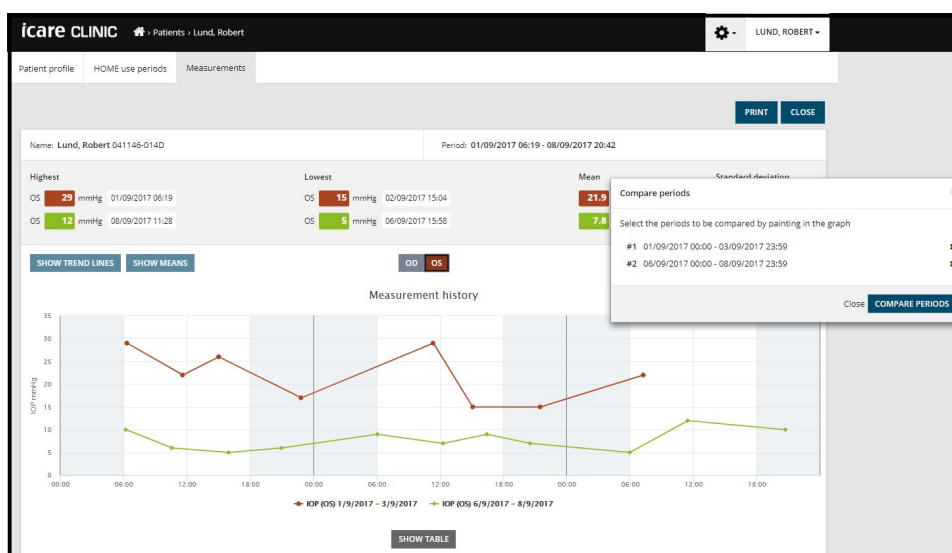 icare CLINIC › Patients › Lund, Robert LUND, ROBERT
Patient profile HOME use periods Measurements
PRINT CLOSE
Name: Lund, Robert 041146-014D Period: 01/09/2017 06:19 - 08/09/2017 20:42
Highest Lowest Mean Standard deviation
OS 29 mmHg 01/09/2017 06:19 OS 15 mmHg 02/09/2017 15:04 21.9
OS 12 mmHg 08/09/2017 11:28 OS 5 mmHg 06/09/2017 15:58 7.8
Compare periods
Select the periods to be compared by painting in the graph
#1 01/09/2017 00:00 - 03/09/2017 23:59
#2 06/09/2017 00:00 - 08/09/2017 23:59
Close COMPARE PERIODS
SHOW TREND LINES SHOW MEANS OD OS
Measurement history
IOP mmHg
35
30
25
20
15
10
5
0
00:00 06:00 12:00 18:00 00:00 06:00 12:00 18:00 00:00 06:00 12:00 18:00
IOP (OS) 1/9/2017 – 3/9/2017 IOP (OS) 6/9/2017 – 8/9/2017
SHOW TABLE